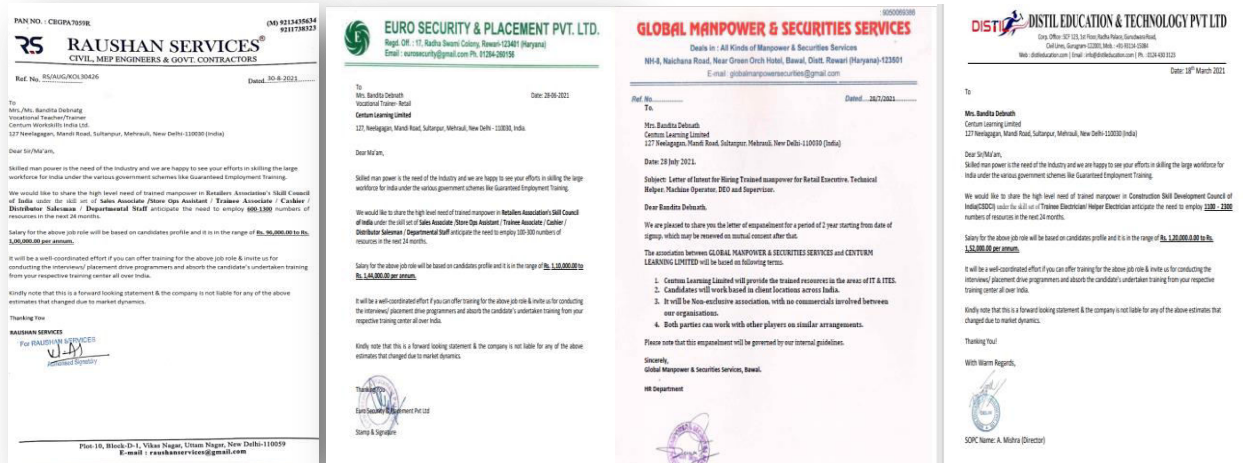 PAN NO. : CEGPA7059R
(M) 9213435634
9211738323
RS
RAUSHAN SERVICES®
CIVIL, MEP ENGINEERS & GOVT. CONTRACTORS
Ref. No. RS/AUG/KOL30426
Dated 30-8-2021
To
Mrs./Ms. Bandita Debnatg
Vocational Teacher/Trainer
Centum Workskills India Ltd.
127 Neelagagan, Mandi Road, Sultanpur, Mehrauli, New Delhi-110030 (India)
Dear Sir/Ma'am,
Skilled man power is the need of the Industry and we are happy to see your efforts in skilling the large
workforce for India under the various government schemes like Guaranteed Employment Training.
We would like to share the high level need of trained manpower in Retailers Association's Skill Council
of India under the skill set of Sales Associate /Store Ops Assistant / Trainee Associate / Cashier /
Distributor Salesman / Departmental Staff anticipate the need to employ 600-1300 numbers of
resources in the next 24 months.
Salary for the above job role will be based on candidates profile and it is in the range of Rs. 96,000.00 to Rs.
1,00,000.00 per annum.
It will be a well-coordinated effort if you can offer training for the above job role & invite us for
conducting the interviews/ placement drive programmers and absorb the candidate's undertaken training
from your respective training center all over India.
Kindly note that this is a forward looking statement & the company is not liable for any of the above
estimates that changed due to market dynamics.
Thanking You
RAUSHAN SERVICES
For RAUSHAN SERVICES
Authorised Signatory
Plot-10, Block-D-1, Vikas Nagar, Uttam Nagar, New Delhi-110059
E-mail : raushanservices@gmail.com
EURO SECURITY & PLACEMENT PVT. LTD.
Regd. Off. : 17, Radha Swami Colony, Rewari-123401 (Haryana)
Email : eurosecurity@gmail.com Ph. 01264-260156
To
Mrs. Bandita Debnath
Date: 28-06-2021
Vocational Trainer- Retail
Centum Learning Limited
127, Neelagagan, Mandi Road, Sultanpur, Mehrauli, New Delhi - 110030, India.
Dear Ma'am,
Skilled man power is the need of the Industry and we are happy to see your efforts in skilling the large
workforce for India under the various government schemes like Guaranteed Employment Training.
We would like to share the high level need of trained manpower in Retailers Association's Skill Council
of India under the skill set of Sales Associate /Store Ops Assistant / Trainee Associate / Cashier /
Distributor Salesman / Departmental Staff anticipate the need to employ 100-300 numbers of
resources in the next 24 months.
Salary for the above job role will be based on candidates profile and it is in the range of Rs. 1,10,000.00 to
Rs. 1,44,000.00 per annum.
It will be a well-coordinated effort if you can offer training for the above job role & invite us for conducting
the interviews/ placement drive programmers and absorb the candidate's undertaken training from your
respective training center all over India.
Kindly note that this is a forward looking statement & the company is not liable for any of the above
estimates that changed due to market dynamics.
Thanking You
Euro Security & Placement Pvt Ltd
Stamp & Signature
: 6050069386
GLOBAL MANPOWER & SECURITIES SERVICES
Deals in : All Kinds of Manpower & Securities Services
NH-8, Naichana Road, Near Green Orch Hotel, Bawal, Distt. Rewari (Haryana)-123501
E-mail : globalmanpowersecurities@gmail.com
Ref. No.
Dated 28/7/2021
To,
Mrs. Bandita Debnath
Centum Learning Limited
127 Neelagagan, Mandi Road, Sultanpur, Mehrauli, New Delhi-110030 (India)
Date: 28 July 2021.
Subject: Letter of Intent for Hiring Trained manpower for Retail Executive, Technical
Helper, Machine Operator, DEO and Supervisor.
Dear Bandita Debnath,
We are pleased to share you the letter of empanelment for a period of 2 year starting from date of
signup, which may be renewed on mutual consent after that.
The association between GLOBAL MANPOWER & SECURITIES SERVICES and CENTURM
LEARNING LIMITED will be based on following terms.
1. Centum Learning Limited will provide the trained resources in the areas of IT & ITES.
2. Candidates will work based in client locations across India.
3. It will be Non-exclusive association, with no commercials involved between
our organisations.
4. Both parties can work with other players on similar arrangements.
Please note that this empanelment will be governed by our internal guidelines.
Sincerely,
Global Manpower & Securities Services, Bawal.
HR Department
DISTIL
DISTIL EDUCATION & TECHNOLOGY PVT LTD
Corp. Office: SCF 123, 1st Floor, Radha Palace, Gurudwara Road,
Civil Lines, Gurugram-122001, Mob. : +91-93114-15084
Web : distileducation.com | Email : info@distileducation.com | Ph. : 0124-430 3123
Date: 18th March 2021
To
Mrs. Bandita Debnath
Centum Learning Limited
127 Neelagagan, Mandi Road, Sultanpur, Mehrauli, New Delhi-110030 (India)
Dear Sir/Ma'am,
Skilled man power is the need of the Industry and we are happy to see your efforts in skilling the large workforce for
India under the various government schemes like Guaranteed Employment Training.
We would like to share the high level need of trained manpower in Construction Skill Development Council of
India(CSDCI) under the skill set of Trainee Electrician/ Helper Electrician anticipate the need to employ 1100 - 2300
numbers of resources in the next 24 months.
Salary for the above job role will be based on candidates profile and it is in the range of Rs. 1,20,000.0.00 to Rs.
1,52,000.00 per annum.
It will be a well-coordinated effort if you can offer training for the above job role & invite us for conducting the
interviews/ placement drive programmers and absorb the candidate's undertaken training from your respective
training center all over India.
Kindly note that this is a forward looking statement & the company is not liable for any of the above estimates that
changed due to market dynamics.
Thanking You!
With Warm Regards,
SOPC Name: A. Mishra (Director)